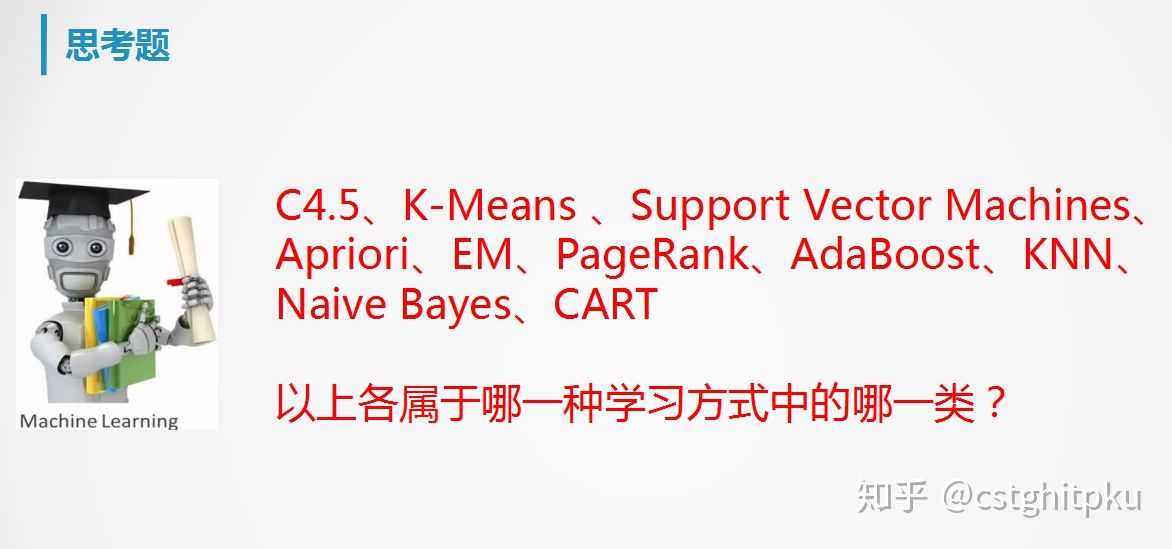 思考题
C4.5、K-Means 、Support Vector Machines、
Apriori、EM、PageRank、AdaBoost、KNN、
Naive Bayes、CART
以上各属于哪一种学习方式中的哪一类？
Machine Learning
知乎 @cstghitpku